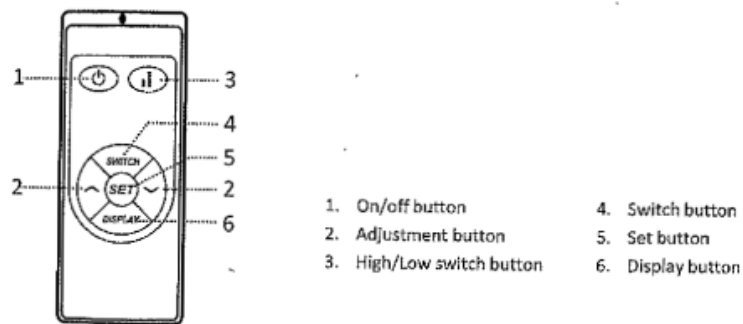 1
3
4
SWITCH
5
2
SET
2
DISPLAY
6
1. On/off button
2. Adjustment button
3. High/Low switch button
4. Switch button
5. Set button
6. Display button